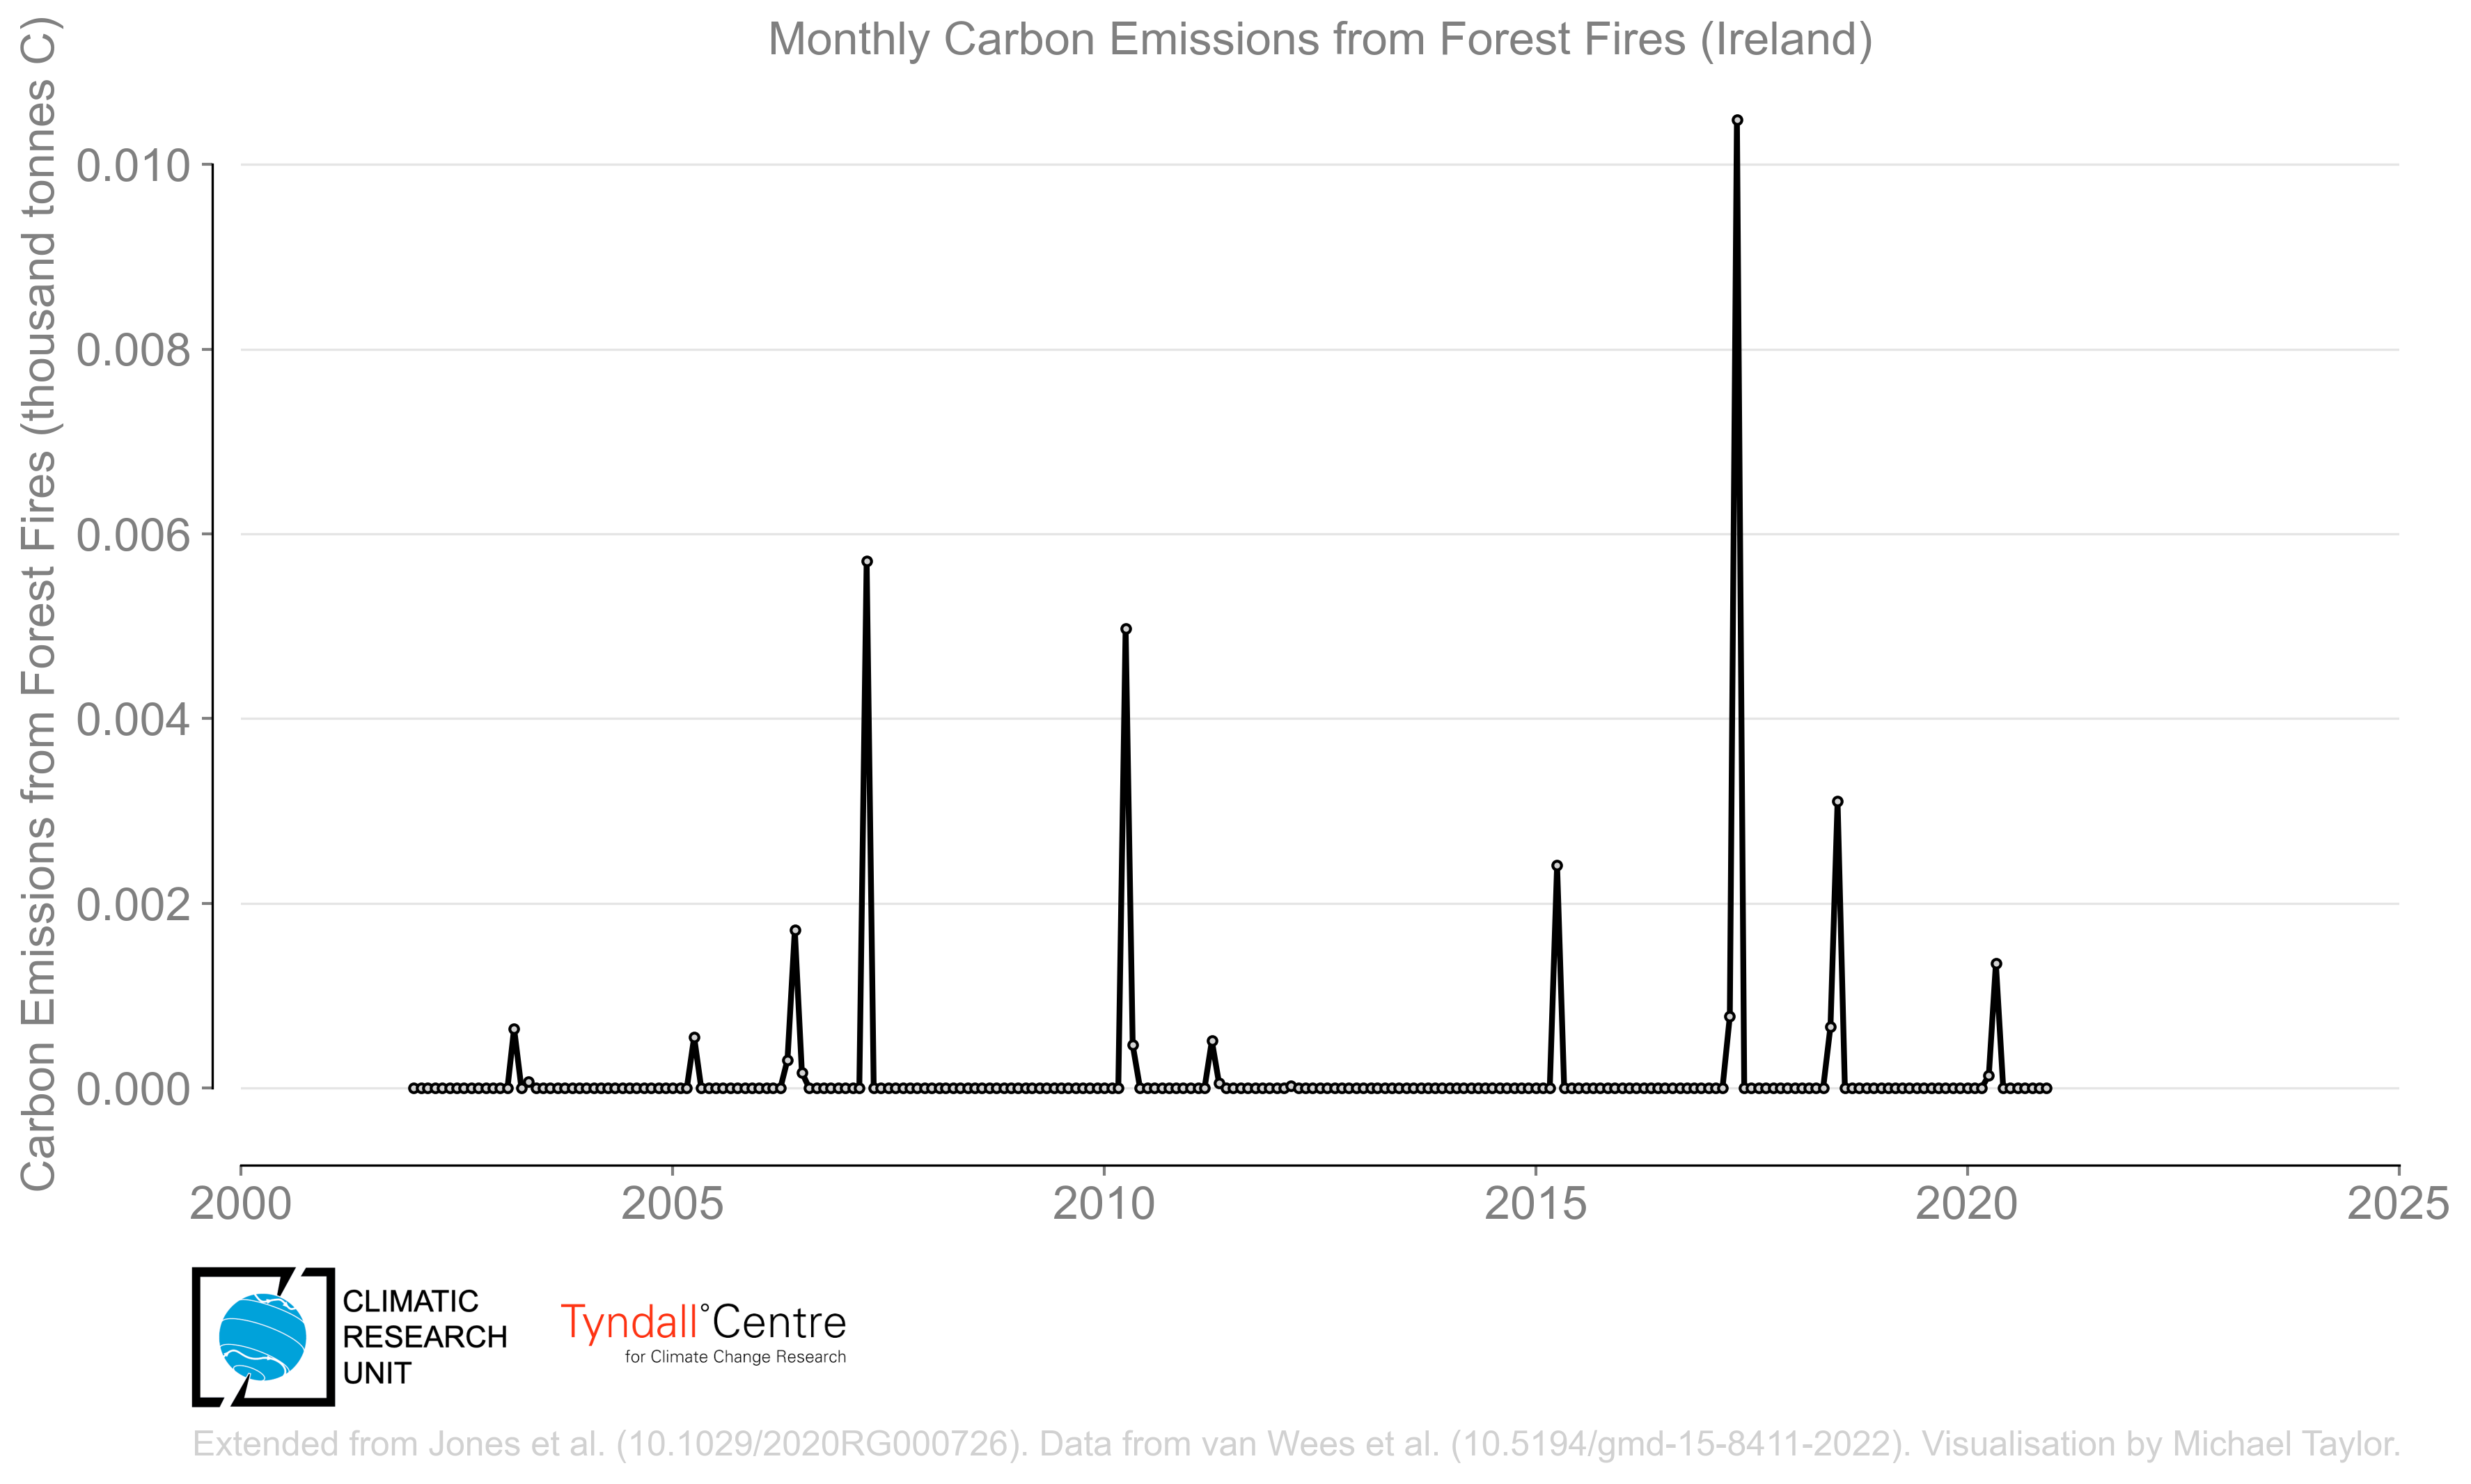 Monthly Carbon Emissions from Forest Fires (Ireland)
Carbon Emissions from Forest Fires (thousand tonnes C)
0.010
0.008
0.006
0.004
0.002
0.000
2000
2005
2010
2015
2020
2025
CLIMATIC
RESEARCH
UNIT
Tyndall°Centre
for Climate Change Research
Extended from Jones et al. (10.1029/2020RG000726). Data from van Wees et al. (10.5194/gmd-15-8411-2022). Visualisation by Michael Taylor.